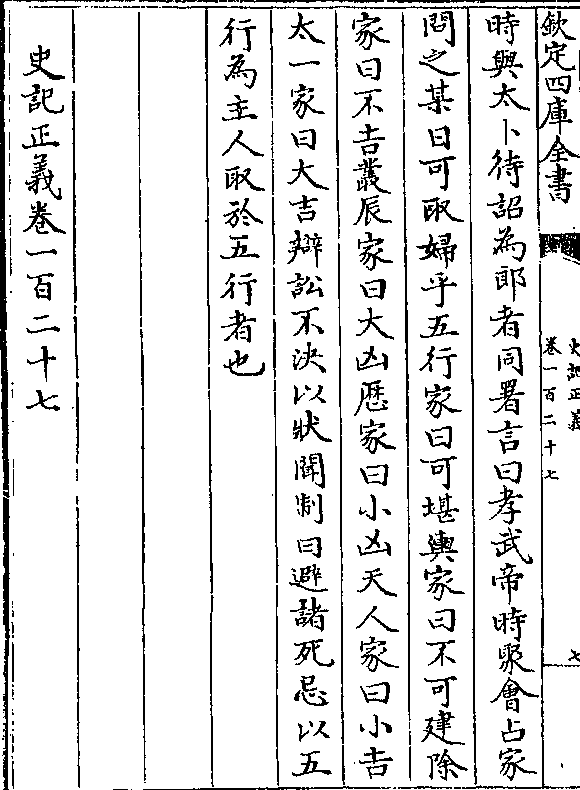 欽定四庫全書
史記正義
卷一百二十七
七
時與太卜待詔為郎者同署言曰孝武帝時聚會占家
問之某日可取婦乎五行家曰可堪輿家曰不可建除
家曰不吉叢辰家曰大凶厯家曰小凶天人家曰小吉
太一家曰大吉辯訟不決以狀聞制曰避諸死忌以五
行為主人取於五行者也
史記正義卷一百二十七